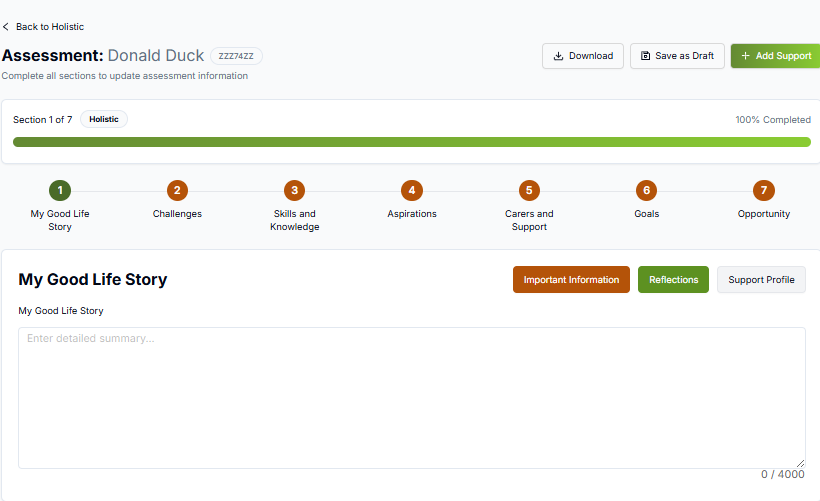 Back to Holistic
Assessment: Donald Duck ZZZ74ZZ
Download Save as Draft + Add Support
Complete all sections to update assessment information
Section 1 of 7 Holistic 100% Completed
1 2 3 4 5 6 7
My Good Life Story Challenges Skills and Knowledge Aspirations Carers and Support Goals Opportunity
My Good Life Story
Important Information Reflections Support Profile
My Good Life Story
Enter detailed summary...
0 / 4000